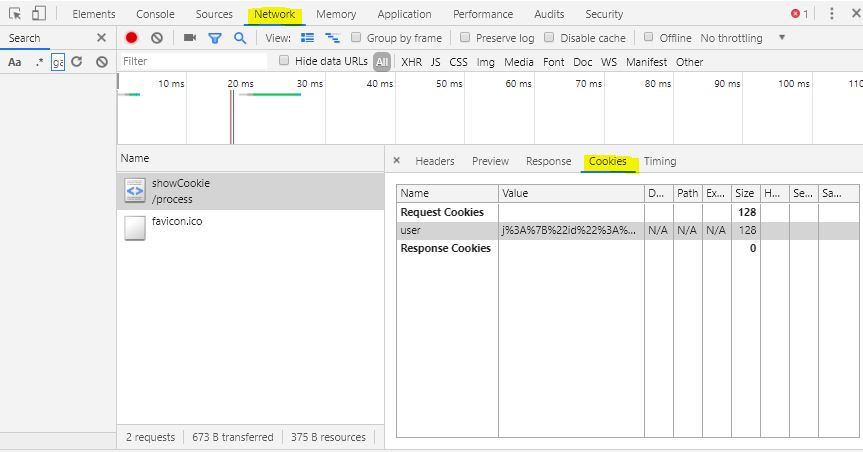 Elements Console Sources Network Memory Application Performance Audits Security 1
Search
View: Group by frame Preserve log Disable cache Offline No throttling
Aa .* ga
Filter Hide data URLs All XHR JS CSS Img Media Font Doc WS Manifest Other
10 ms 20 ms 30 ms 40 ms 50 ms 60 ms 70 ms 80 ms 90 ms 100 ms 110
Name
showCookie
/process
favicon.ico
× Headers Preview Response Cookies Timing
Name Value D... Path Ex... Size H... Se... Sa...
Request Cookies 128
user j%3A%7B%22id%22%3A%... N/A N/A N/A 128
Response Cookies 0
2 requests 673 B transferred 375 B resources